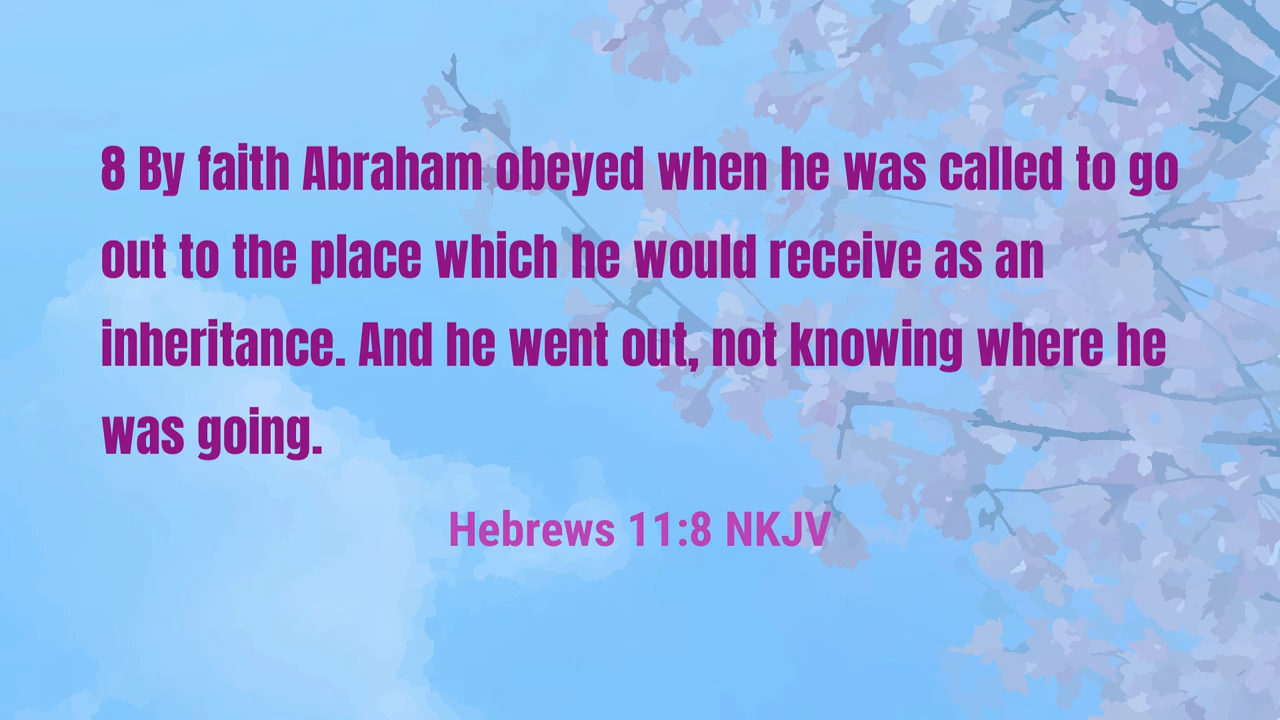 8 By faith Abraham obeyed when he was called to go
out to the place which he would receive as an
inheritance. And he went out, not knowing where he
was going.
Hebrews 11:8 NKJV